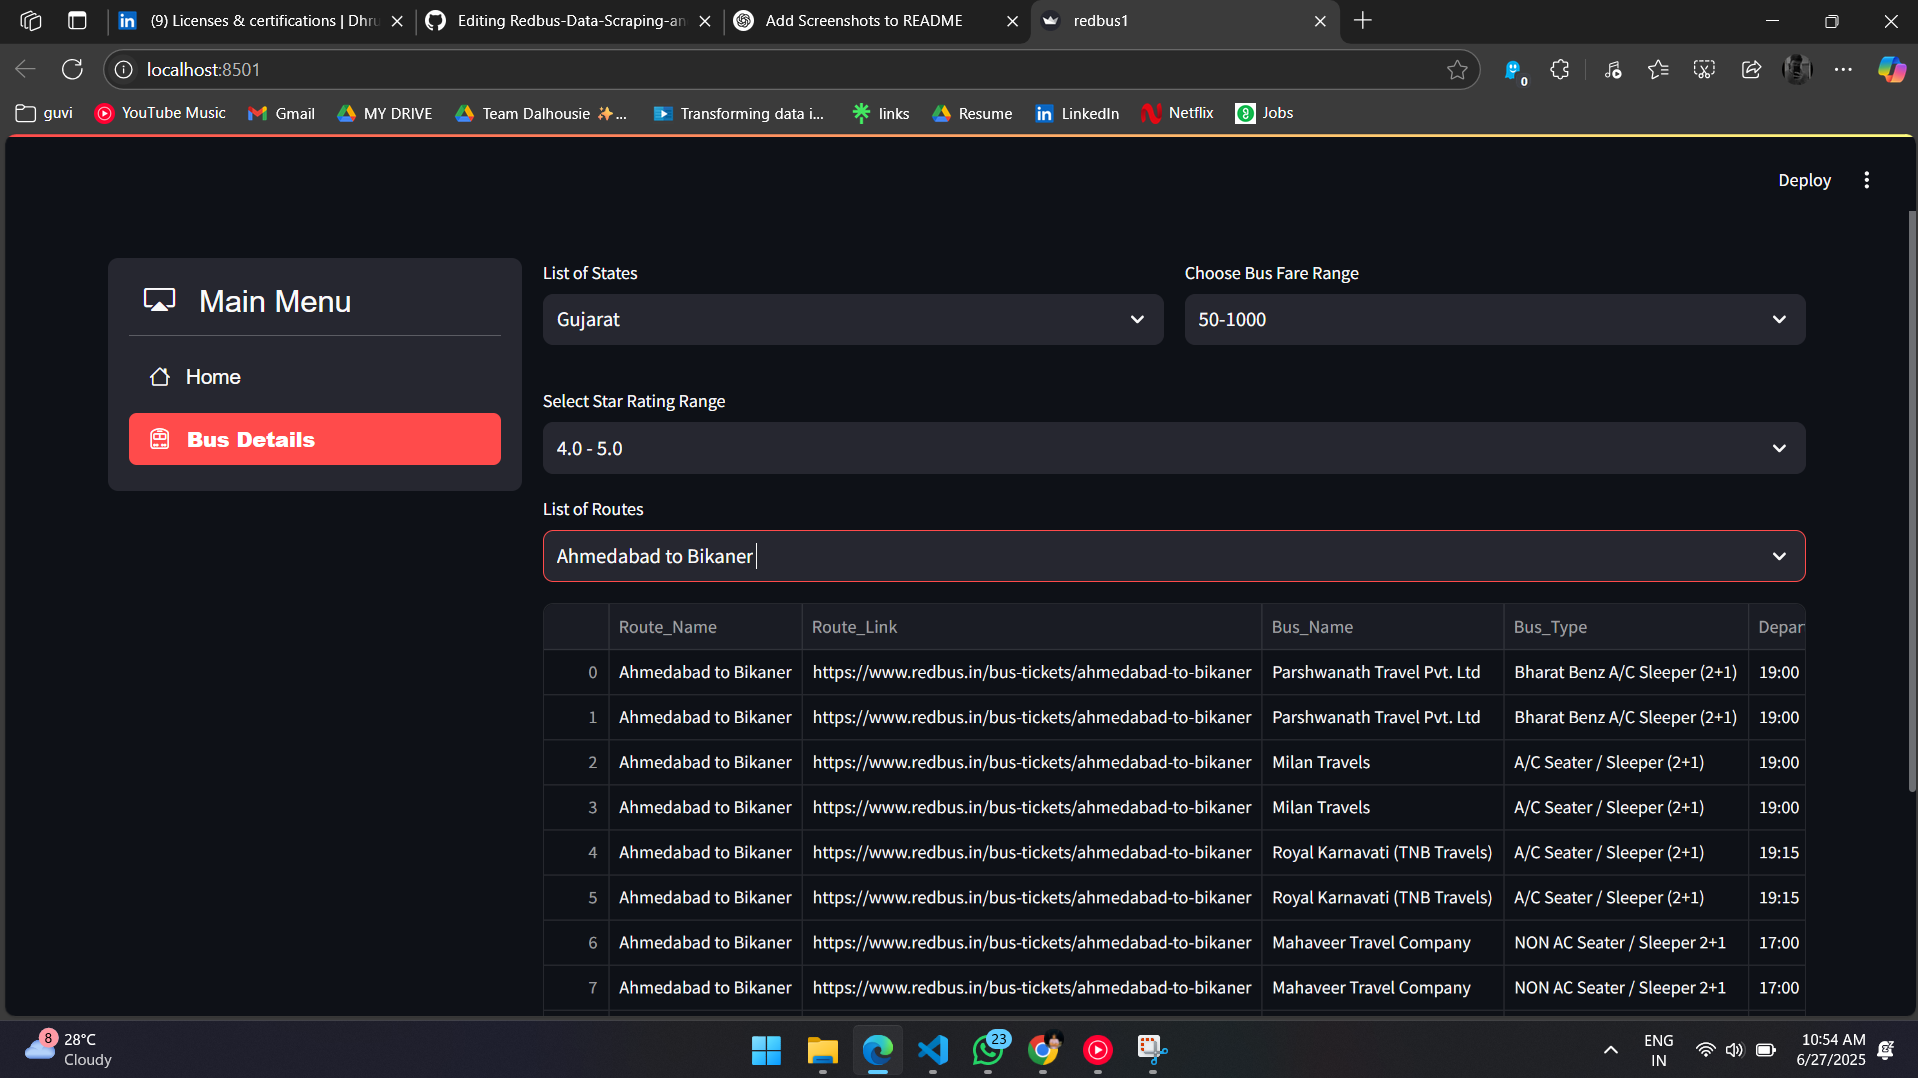 (9) Licenses & certifications | Dhru
Editing Redbus-Data-Scraping-an
Add Screenshots to README
redbus1
localhost:8501
0
guvi
YouTube Music
Gmail
MY DRIVE
Team Dalhousie ✨...
Transforming data i...
links
Resume
LinkedIn
Netflix
Jobs
Deploy
Main Menu
Home
Bus Details
List of States
Choose Bus Fare Range
Gujarat
50-1000
Select Star Rating Range
4.0 - 5.0
List of Routes
Ahmedabad to Bikaner
Route_Name Route_Link Bus_Name Bus_Type Depar
0 Ahmedabad to Bikaner https://www.redbus.in/bus-tickets/ahmedabad-to-bikaner Parshwanath Travel Pvt. Ltd Bharat Benz A/C Sleeper (2+1) 19:00
1 Ahmedabad to Bikaner https://www.redbus.in/bus-tickets/ahmedabad-to-bikaner Parshwanath Travel Pvt. Ltd Bharat Benz A/C Sleeper (2+1) 19:00
2 Ahmedabad to Bikaner https://www.redbus.in/bus-tickets/ahmedabad-to-bikaner Milan Travels A/C Seater / Sleeper (2+1) 19:00
3 Ahmedabad to Bikaner https://www.redbus.in/bus-tickets/ahmedabad-to-bikaner Milan Travels A/C Seater / Sleeper (2+1) 19:00
4 Ahmedabad to Bikaner https://www.redbus.in/bus-tickets/ahmedabad-to-bikaner Royal Karnavati (TNB Travels) A/C Seater / Sleeper (2+1) 19:15
5 Ahmedabad to Bikaner https://www.redbus.in/bus-tickets/ahmedabad-to-bikaner Royal Karnavati (TNB Travels) A/C Seater / Sleeper (2+1) 19:15
6 Ahmedabad to Bikaner https://www.redbus.in/bus-tickets/ahmedabad-to-bikaner Mahaveer Travel Company NON AC Seater / Sleeper 2+1 17:00
7 Ahmedabad to Bikaner https://www.redbus.in/bus-tickets/ahmedabad-to-bikaner Mahaveer Travel Company NON AC Seater / Sleeper 2+1 17:00
8
28°C
Cloudy
23
ENG
IN
10:54 AM
6/27/2025